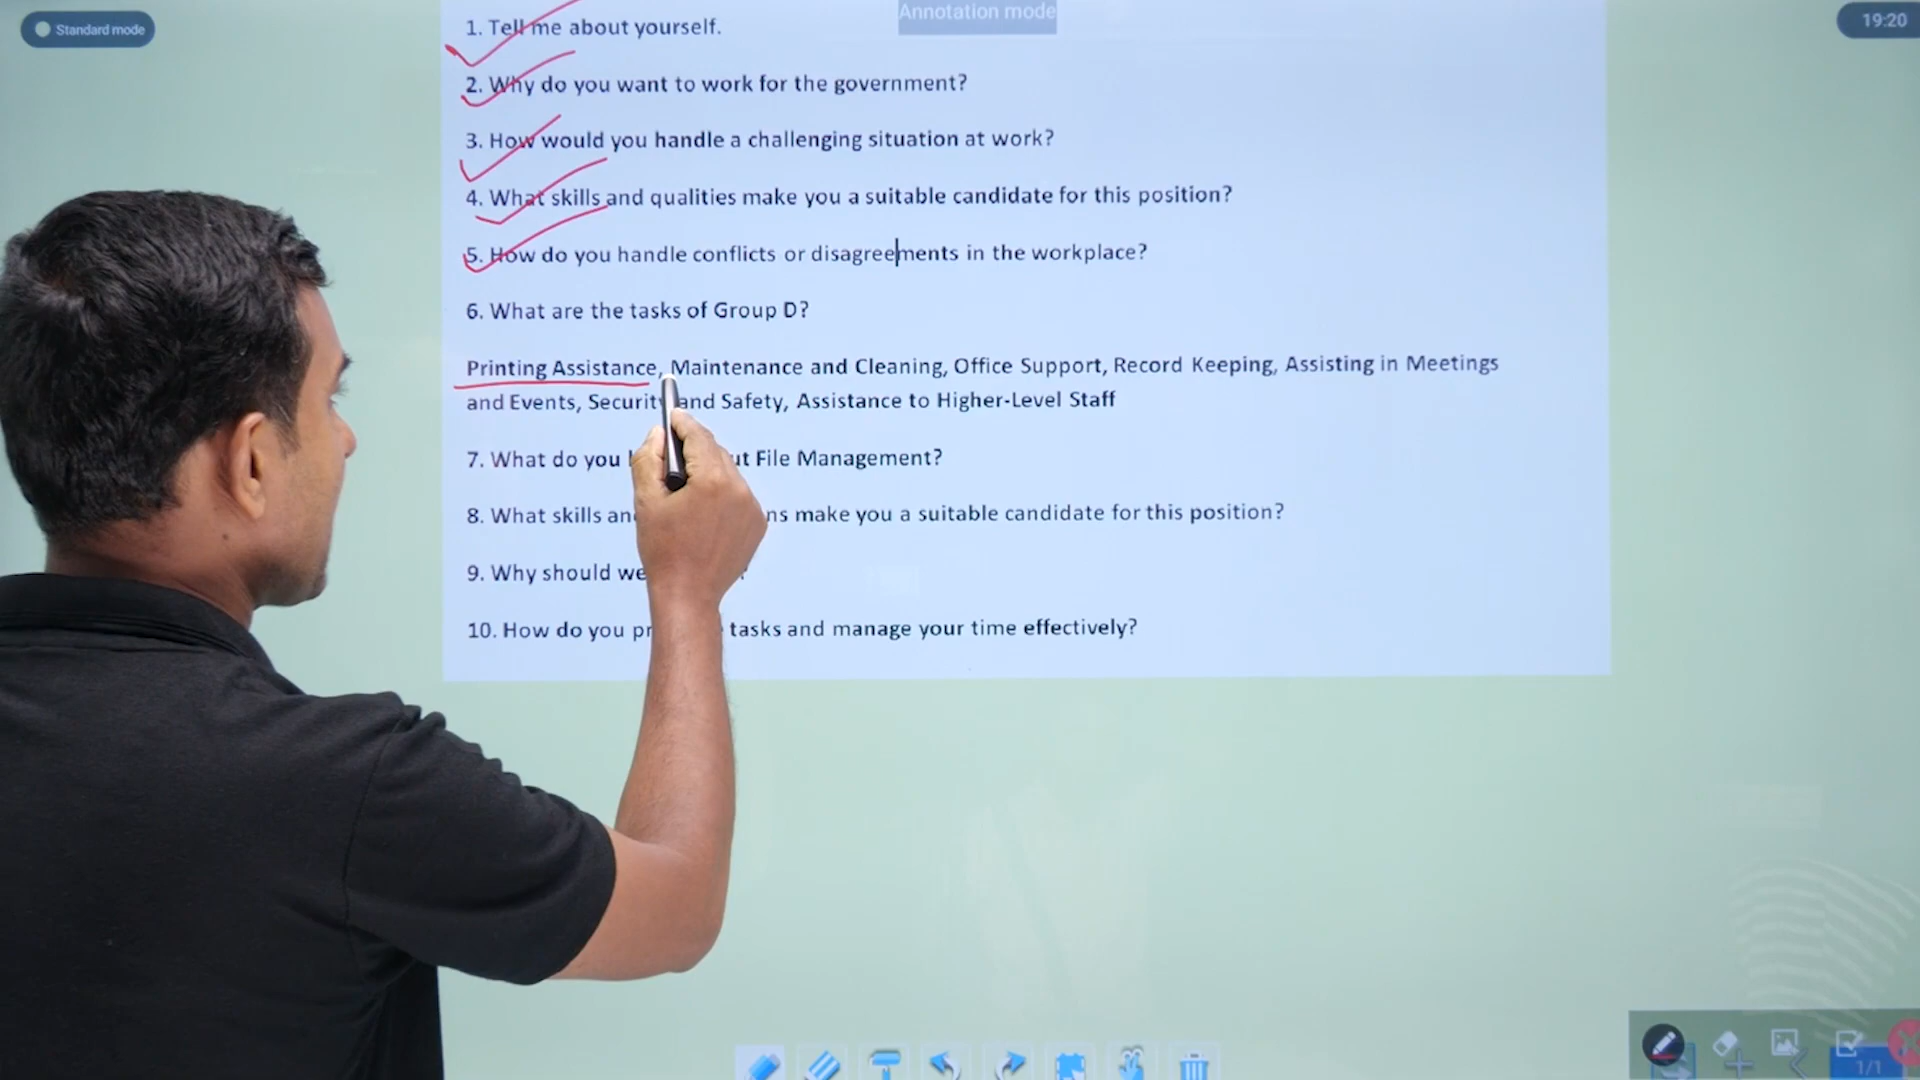 Standard mode
Annotation mode
19:20
1. Tell me about yourself.
2. Why do you want to work for the government?
3. How would you handle a challenging situation at work?
4. What skills and qualities make you a suitable candidate for this position?
5. How do you handle conflicts or disagreements in the workplace?
6. What are the tasks of Group D?
Printing Assistance, Maintenance and Cleaning, Office Support, Record Keeping, Assisting in Meetings
and Events, Security and Safety, Assistance to Higher-Level Staff
7. What do you File Management?
8. What skills make you a suitable candidate for this position?
9. Why should we
10. How do you tasks and manage your time effectively?
1/1